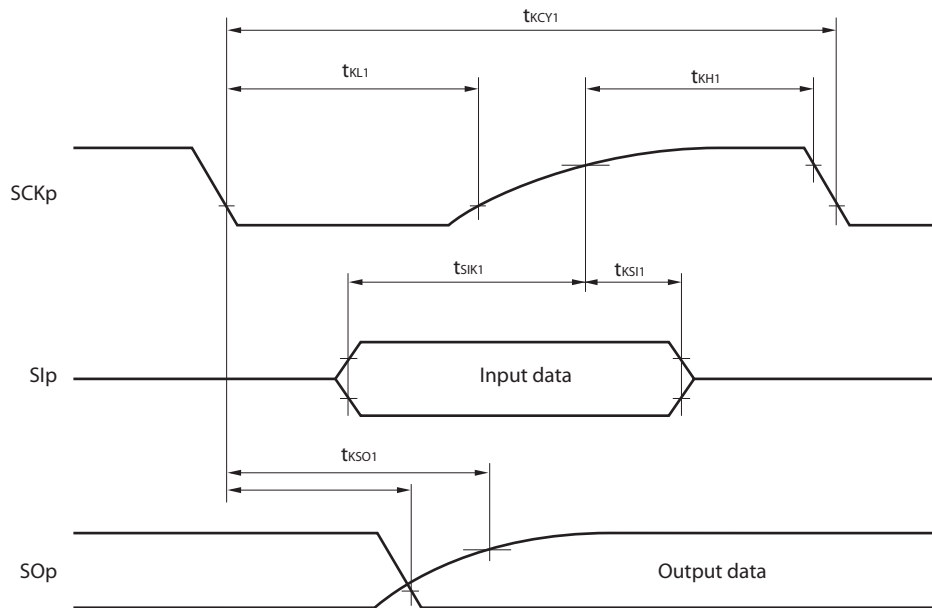 tKCY1
tKL1
tKH1
SCKp
tSIK1
tKSI1
SIp
Input data
tKSO1
SOp
Output data